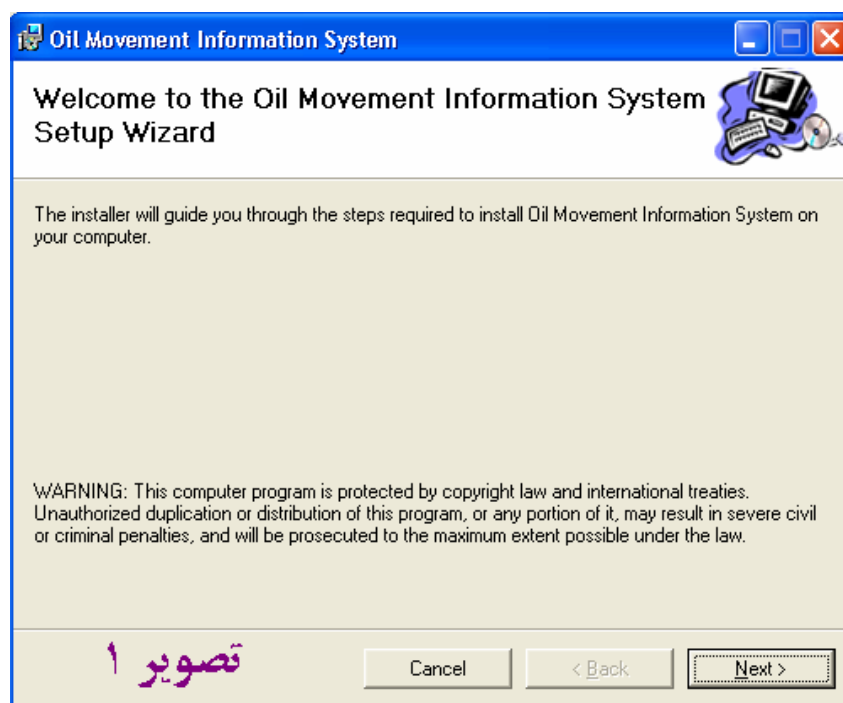 Oil Movement Information System
Welcome to the Oil Movement Information System
Setup Wizard
The installer will guide you through the steps required to install Oil Movement Information System on
your computer.
WARNING: This computer program is protected by copyright law and international treaties.
Unauthorized duplication or distribution of this program, or any portion of it, may result in severe civil
or criminal penalties, and will be prosecuted to the maximum extent possible under the law.
تصویر ۱
Cancel
< Back
Next >